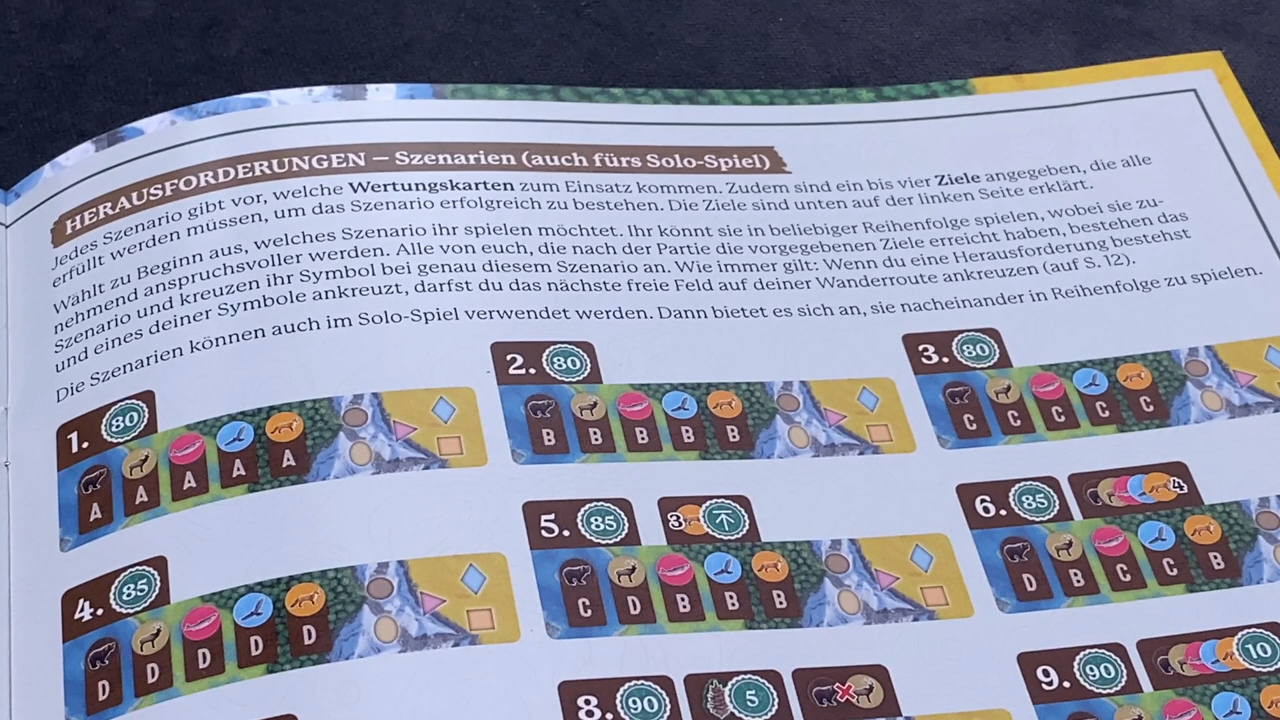 HERAUSFORDERUNGEN – Szenarien (auch fürs Solo-Spiel)
Jedes Szenario gibt vor, welche Wertungskarten zum Einsatz kommen. Zudem sind ein bis vier Ziele angegeben, die alle
erfüllt werden müssen, um das Szenario erfolgreich zu bestehen. Die Ziele sind unten auf der linken Seite erklärt.
Wählt zu Beginn aus, welches Szenario ihr spielen möchtet. Ihr könnt sie in beliebiger Reihenfolge spielen, wobei sie zu-
nehmend anspruchsvoller werden. Alle von euch, die nach der Partie die vorgegebenen Ziele erreicht haben, bestehen das
Szenario und kreuzen ihr Symbol bei genau diesem Szenario an. Wie immer gilt: Wenn du eine Herausforderung bestehst
und eines deiner Symbole ankreuzt, darfst du das nächste freie Feld auf deiner Wanderroute ankreuzen (auf S. 12).
Die Szenarien können auch im Solo-Spiel verwendet werden. Dann bietet es sich an, sie nacheinander in Reihenfolge zu spielen.
1. 80
A A A A A
2. 80
B B B B B
3. 80
C C C C C
4. 85
D D D D D
5. 85 3
C D B B B
6. 85 4
D B C C B
8. 90 5
9. 90 10